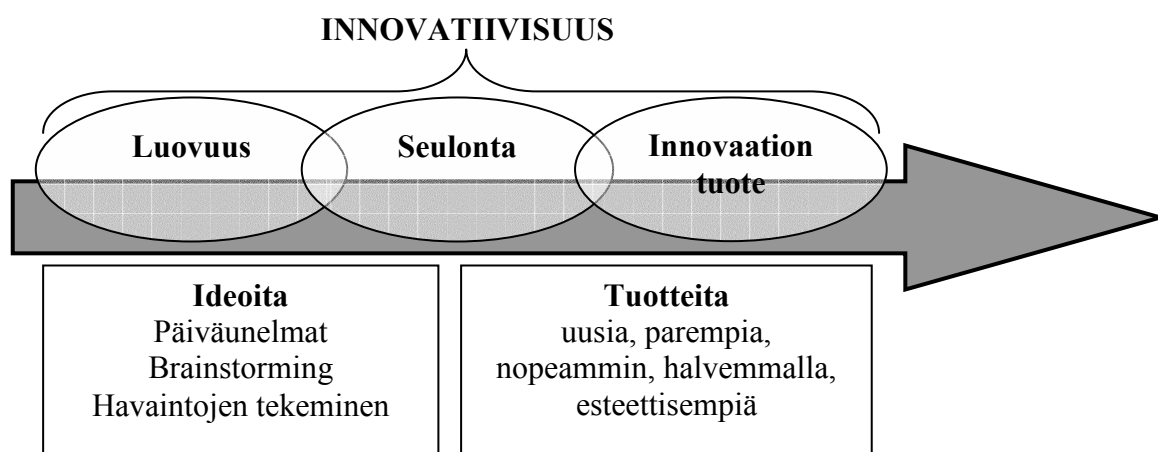 INNOVATIIVISUUS
Luovuus
Seulonta
Innovaation
tuote
Ideoita
Päiväunelmat
Brainstorming
Havaintojen tekeminen
Tuotteita
uusia, parempia,
nopeammin, halvemmalla,
esteettisempiä